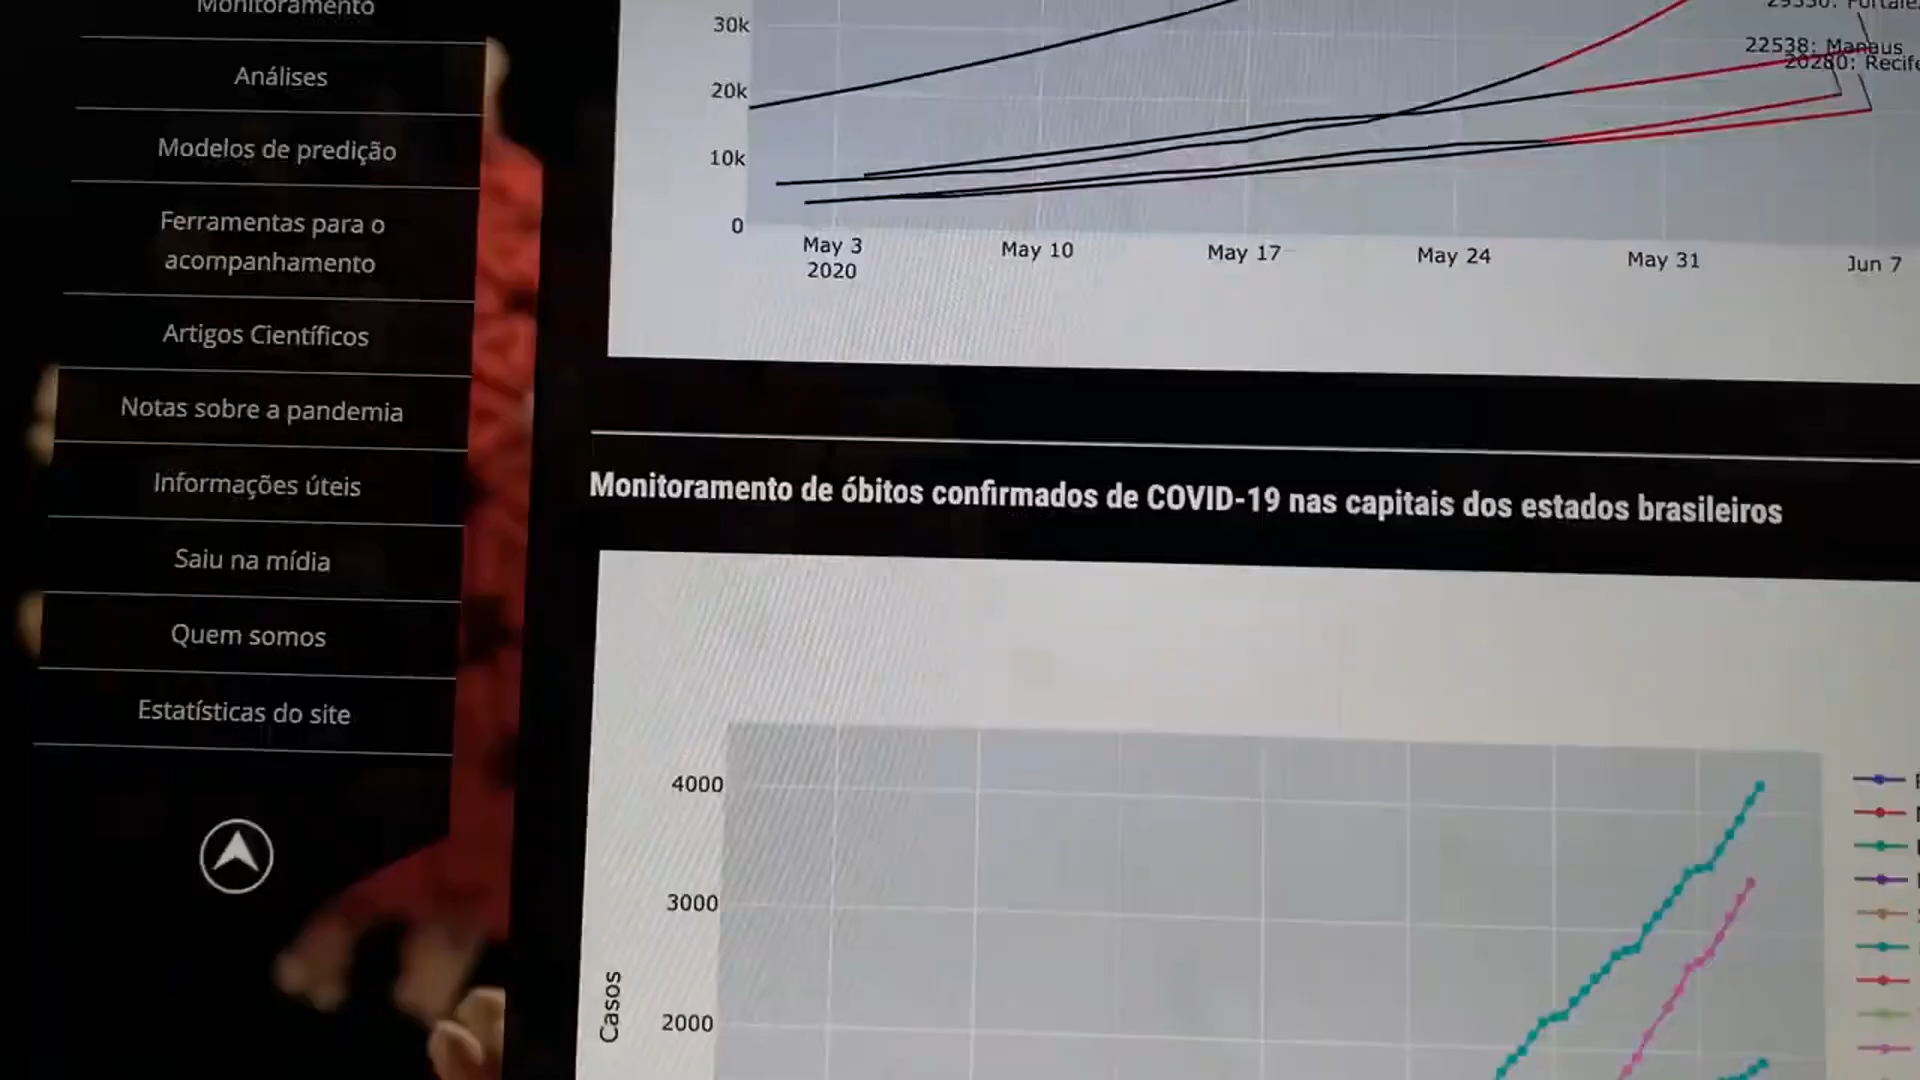 Monitoramento
Análises
Modelos de predição
Ferramentas para o
acompanhamento
Artigos Científicos
Notas sobre a pandemia
Informações úteis
Saiu na mídia
Quem somos
Estatísticas do site
30k
20k
10k
0
22538: Manaus
20280: Recife
May 3
2020
May 10
May 17
May 24
May 31
Jun 7
Monitoramento de óbitos confirmados de COVID-19 nas capitais dos estados brasileiros
4000
3000
2000
Casos